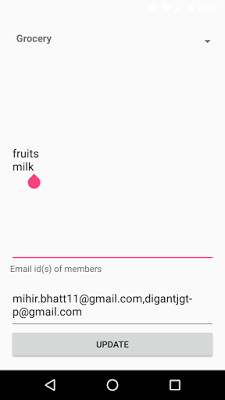 Grocery
fruits
milk
Email id(s) of members
mihir.bhatt11@gmail.com,digantjgt-
p@gmail.com
UPDATE